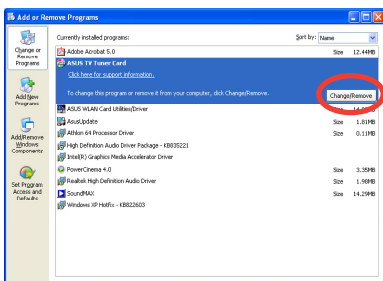 Add or Remove Programs
Change or
Remove
Programs
Add New
Programs
Add/Remove
Windows
Components
Set Program
Access and
Defaults
Currently installed programs:
Sort by: Name
Adobe Acrobat 5.0 Size 12.44MB
ASUS TV Tuner Card
Click here for support information.
To change this program or remove it from your computer, click Change/Remove.
Change/Remove
ASUS WLAN Card Utilities/Driver Size
AsusUpdate Size 1.81MB
Athlon 64 Processor Driver Size 0.11MB
High Definition Audio Driver Package - KB835221
Intel(R) Graphics Media Accelerator Driver
PowerCinema 4.0 Size 3.35MB
Realtek High Definition Audio Driver Size 1.98MB
SoundMAX Size 14.29MB
Windows XP Hotfix - KB822603